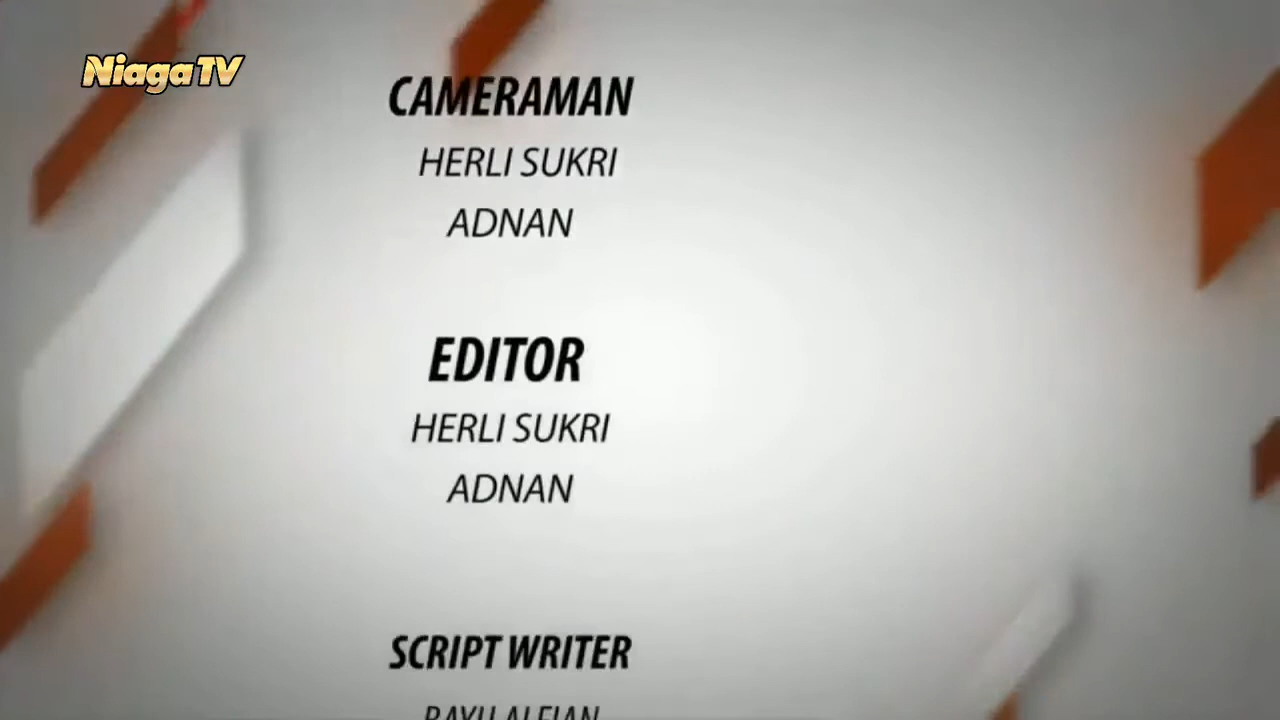 NiagaTV
CAMERAMAN
HERLI SUKRI
ADNAN
EDITOR
HERLI SUKRI
ADNAN
SCRIPT WRITER